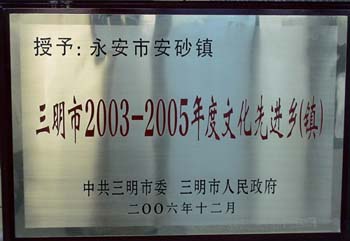 授予：永安市安砂镇
三明市2003-2005年度文化先进乡(镇)
中共三明市委 三明市人民政府
二〇〇六年十二月